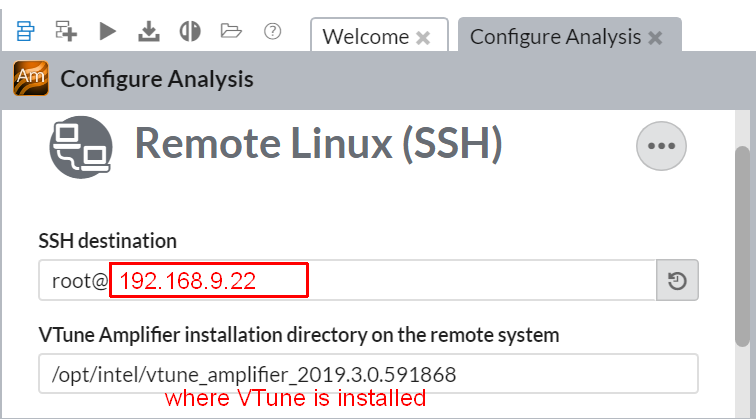 Welcome
Configure Analysis
Am Configure Analysis
Remote Linux (SSH)
SSH destination
root@ 192.168.9.22
VTune Amplifier installation directory on the remote system
/opt/intel/vtune_amplifier_2019.3.0.591868
where VTune is installed